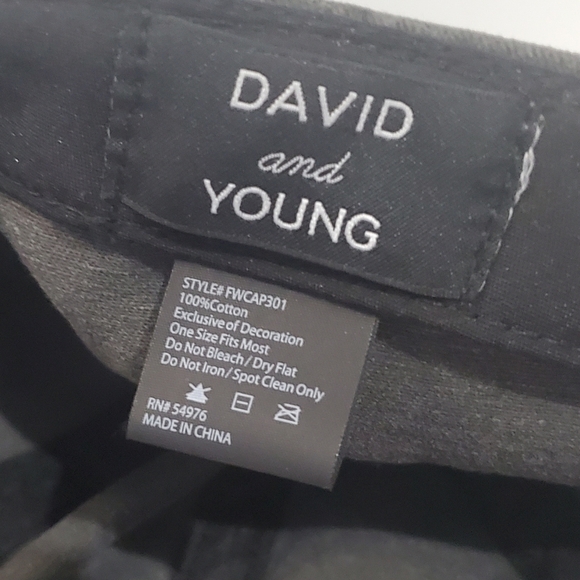 DAVID
and
YOUNG
STYLE# FWCAP301
100%Cotton
Exclusive of Decoration
One Size Fits Most
Do Not Bleach / Dry Flat
Do Not Iron / Spot Clean Only
RN# 54976
MADE IN CHINA